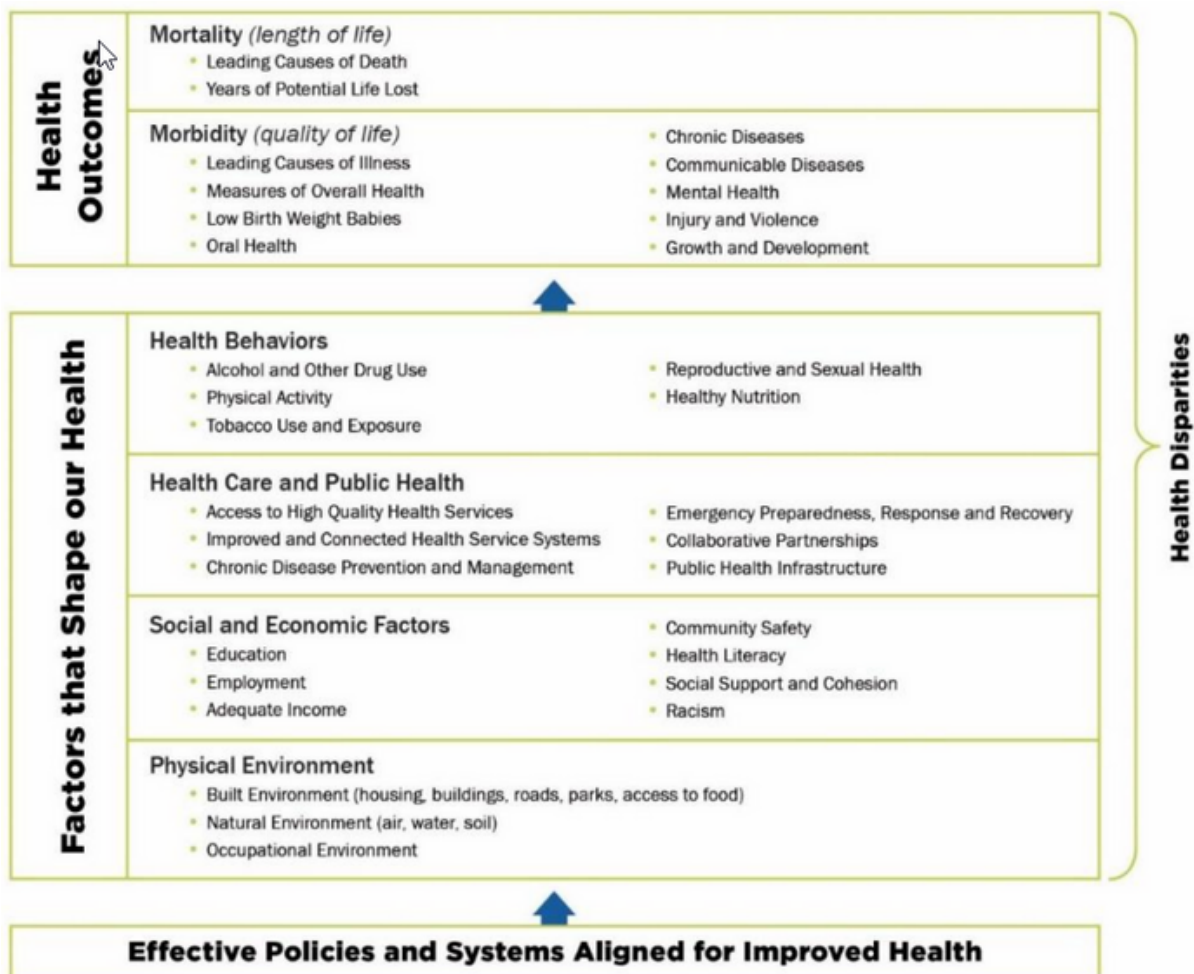 Health
Outcomes
Mortality (length of life)
• Leading Causes of Death
• Years of Potential Life Lost
Morbidity (quality of life)
• Leading Causes of Illness
• Measures of Overall Health
• Low Birth Weight Babies
• Oral Health
• Chronic Diseases
• Communicable Diseases
• Mental Health
• Injury and Violence
• Growth and Development
Factors that Shape our Health
Health Behaviors
• Alcohol and Other Drug Use
• Physical Activity
• Tobacco Use and Exposure
• Reproductive and Sexual Health
• Healthy Nutrition
Health Care and Public Health
• Access to High Quality Health Services
• Improved and Connected Health Service Systems
• Chronic Disease Prevention and Management
• Emergency Preparedness, Response and Recovery
• Collaborative Partnerships
• Public Health Infrastructure
Social and Economic Factors
• Education
• Employment
• Adequate Income
• Community Safety
• Health Literacy
• Social Support and Cohesion
• Racism
Physical Environment
• Built Environment (housing, buildings, roads, parks, access to food)
• Natural Environment (air, water, soil)
• Occupational Environment
Health Disparities
Effective Policies and Systems Aligned for Improved Health